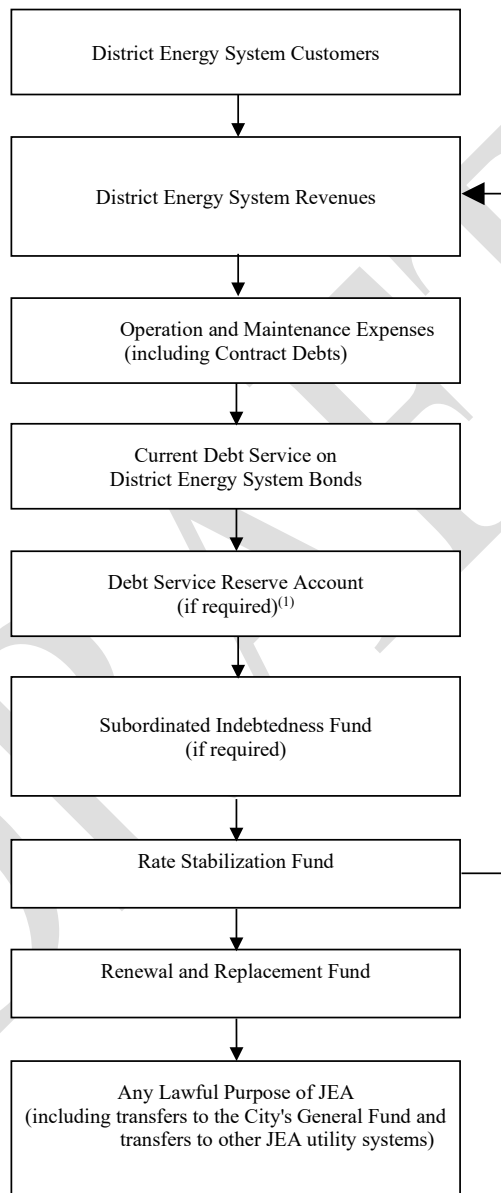 District Energy System Customers
District Energy System Revenues
Operation and Maintenance Expenses
(including Contract Debts)
Current Debt Service on
District Energy System Bonds
Debt Service Reserve Account
(if required)(1)
Subordinated Indebtedness Fund
(if required)
Rate Stabilization Fund
Renewal and Replacement Fund
Any Lawful Purpose of JEA
(including transfers to the City's General Fund and
transfers to other JEA utility systems)